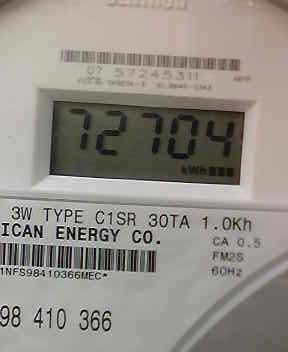 07 57245311
72704
kWh
3W TYPE C1SR 30TA 1.0Kh
ICAN ENERGY CO.
CA 0.5
FM2S
60Hz
1NFS98410366MEC*
98 410 366